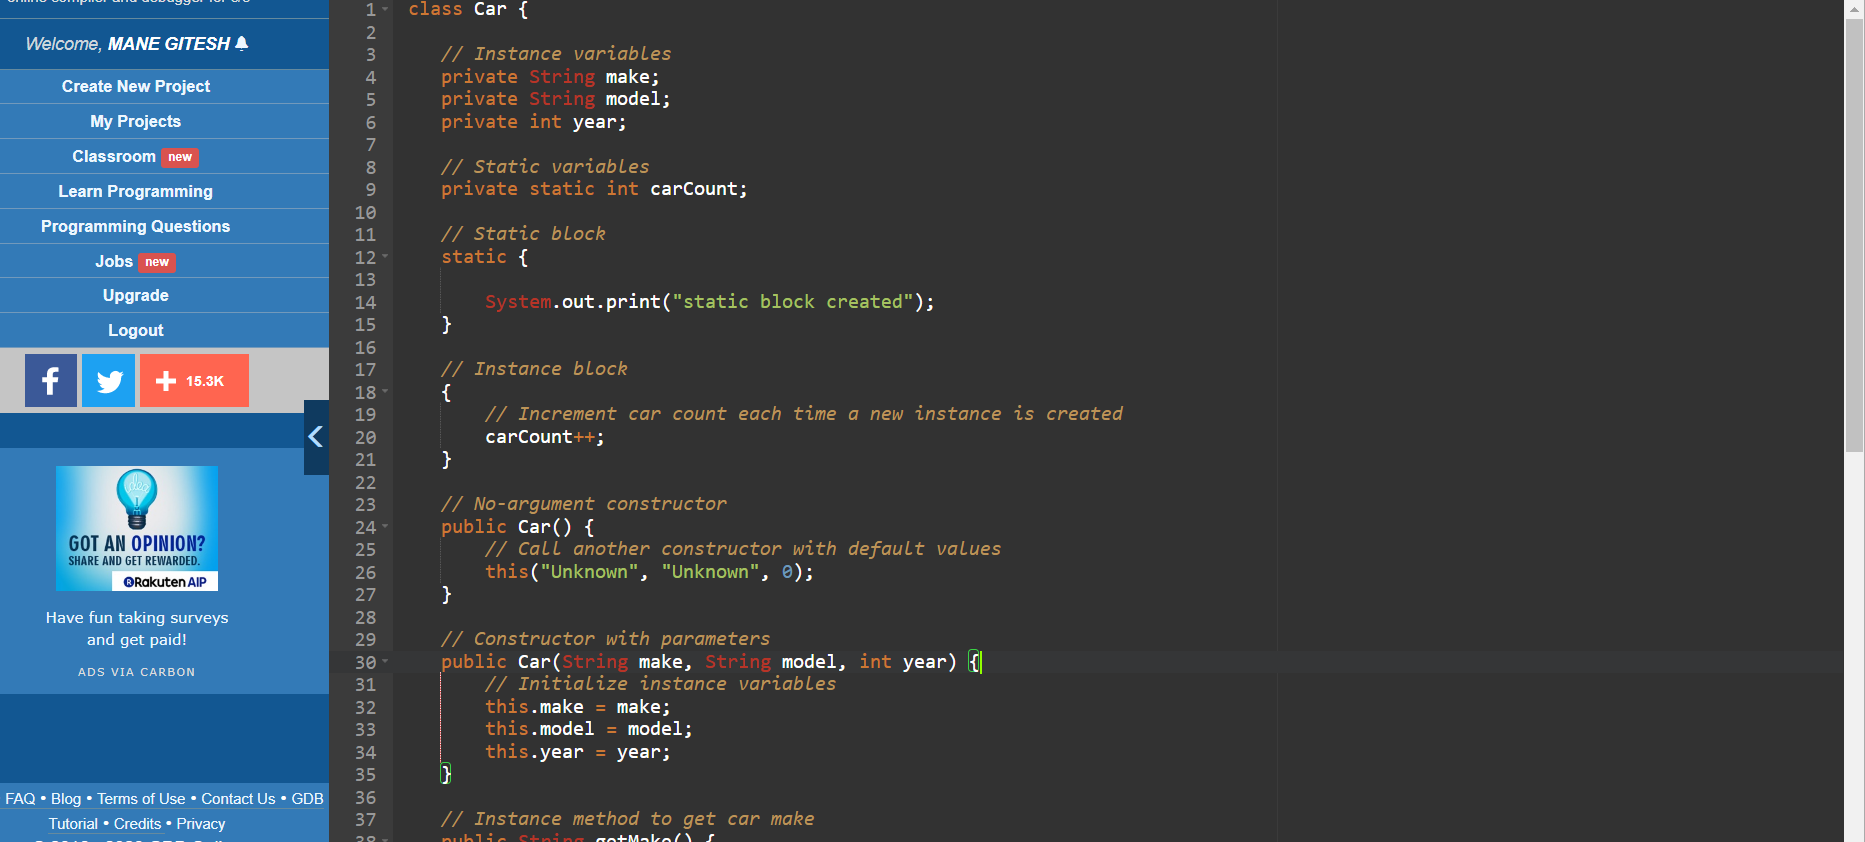 online compiler and debugger for c/c++
Welcome, MANE GITESH
Create New Project
My Projects
Classroom new
Learn Programming
Programming Questions
Jobs new
Upgrade
Logout
15.3K
idea
GOT AN OPINION?
SHARE AND GET REWARDED.
Rakuten AIP
Have fun taking surveys
and get paid!
ADS VIA CARBON
FAQ • Blog • Terms of Use • Contact Us • GDB
Tutorial • Credits • Privacy
1 class Car {
2
3 // Instance variables
4 private String make;
5 private String model;
6 private int year;
7
8 // Static variables
9 private static int carCount;
10
11 // Static block
12 static {
13
14 System.out.print("static block created");
15 }
16
17 // Instance block
18 {
19 // Increment car count each time a new instance is created
20 carCount++;
21 }
22
23 // No-argument constructor
24 public Car() {
25 // Call another constructor with default values
26 this("Unknown", "Unknown", 0);
27 }
28
29 // Constructor with parameters
30 public Car(String make, String model, int year) {
31 // Initialize instance variables
32 this.make = make;
33 this.model = model;
34 this.year = year;
35 }
36
37 // Instance method to get car make
38 public String getMake() {